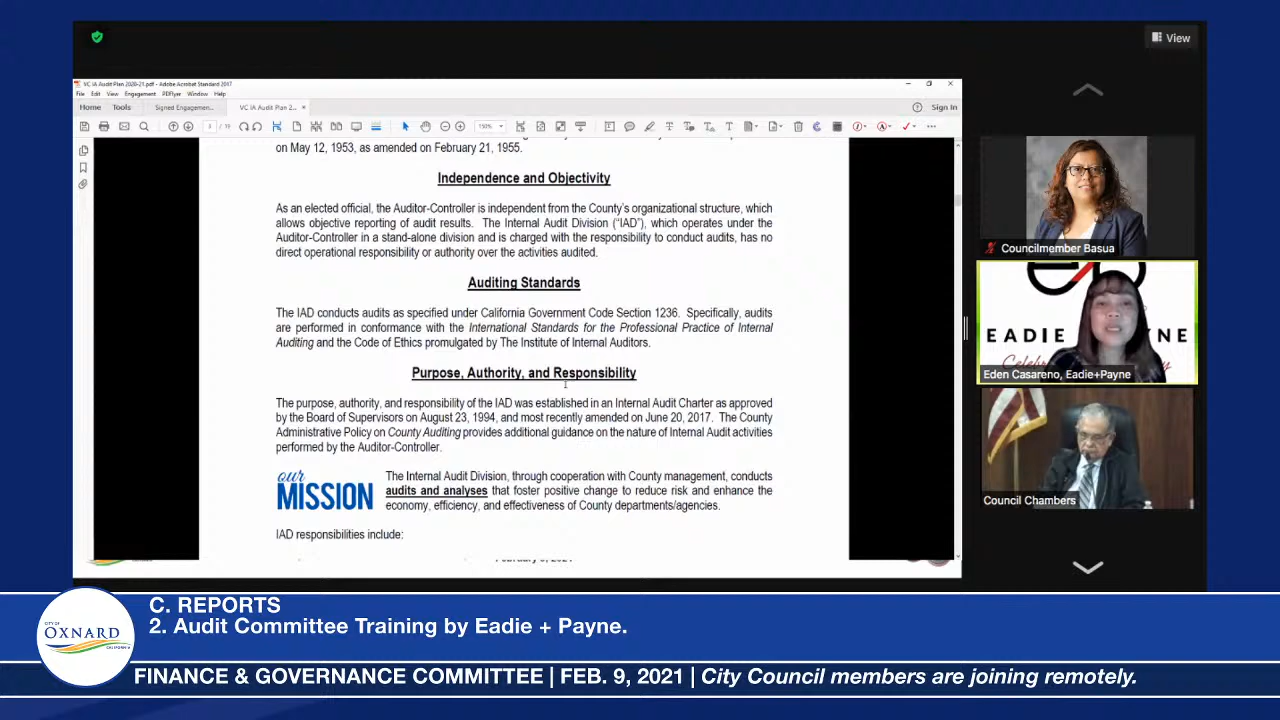 View
VC IA Audit Plan 2020-21.pdf - Adobe Acrobat Standard 2017
File Edit View Engagement PDFlyer Window Help
Home Tools Signed Engagemen... VC IA Audit Plan 2... × Sign In
3 / 19 150%
on May 12, 1953, as amended on February 21, 1955.
Independence and Objectivity
As an elected official, the Auditor-Controller is independent from the County's organizational structure, which
allows objective reporting of audit results. The Internal Audit Division ("IAD"), which operates under the
Auditor-Controller in a stand-alone division and is charged with the responsibility to conduct audits, has no
direct operational responsibility or authority over the activities audited.
Auditing Standards
The IAD conducts audits as specified under California Government Code Section 1236. Specifically, audits
are performed in conformance with the International Standards for the Professional Practice of Internal
Auditing and the Code of Ethics promulgated by The Institute of Internal Auditors.
Purpose, Authority, and Responsibility
The purpose, authority, and responsibility of the IAD was established in an Internal Audit Charter as approved
by the Board of Supervisors on August 23, 1994, and most recently amended on June 20, 2017. The County
Administrative Policy on County Auditing provides additional guidance on the nature of Internal Audit activities
performed by the Auditor-Controller.
our
MISSION
The Internal Audit Division, through cooperation with County management, conducts
audits and analyses that foster positive change to reduce risk and enhance the
economy, efficiency, and effectiveness of County departments/agencies.
IAD responsibilities include:
Councilmember Basua
EADIE
Eden Casareno, Eadie+Payne
Council Chambers
CITY OF
OXNARD
CALIFORNIA
C. REPORTS
2. Audit Committee Training by Eadie + Payne.
FINANCE & GOVERNANCE COMMITTEE | FEB. 9, 2021 | City Council members are joining remotely.